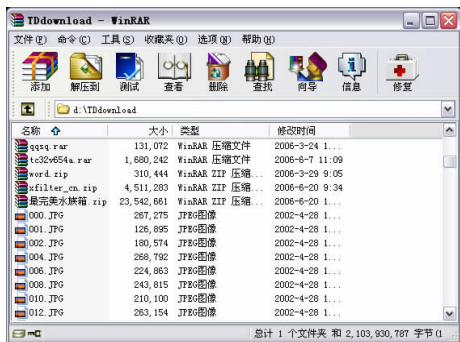 TDdownload - WinRAR
文件(F) 命令(C) 工具(S) 收藏夹(O) 选项(N) 帮助(H)
添加 解压到 测试 查看 删除 查找 向导 信息 修复
d:\TDdownload
名称 大小 类型 修改时间
qqsq.rar 131,072 WinRAR 压缩文件 2006-3-24 1...
tc32v654a.rar 1,680,242 WinRAR 压缩文件 2006-6-7 11:09
word.zip 310,444 WinRAR ZIP 压缩... 2006-3-29 9:05
xfilter_cn.zip 4,511,283 WinRAR ZIP 压缩... 2006-6-20 9:34
最完美水族箱.zip 23,542,661 WinRAR ZIP 压缩... 2006-6-20 1...
000.JPG 267,275 JPEG图像 2002-4-28 1...
001.JPG 126,895 JPEG图像 2002-4-28 1...
002.JPG 180,574 JPEG图像 2002-4-28 1...
004.JPG 268,792 JPEG图像 2002-4-28 1...
006.JPG 224,863 JPEG图像 2002-4-28 1...
008.JPG 243,815 JPEG图像 2002-4-28 1...
010.JPG 210,100 JPEG图像 2002-4-28 1...
012.JPG 263,154 JPEG图像 2002-4-28 1...
总计 1 个文件夹 和 2,103,930,787 字节(1